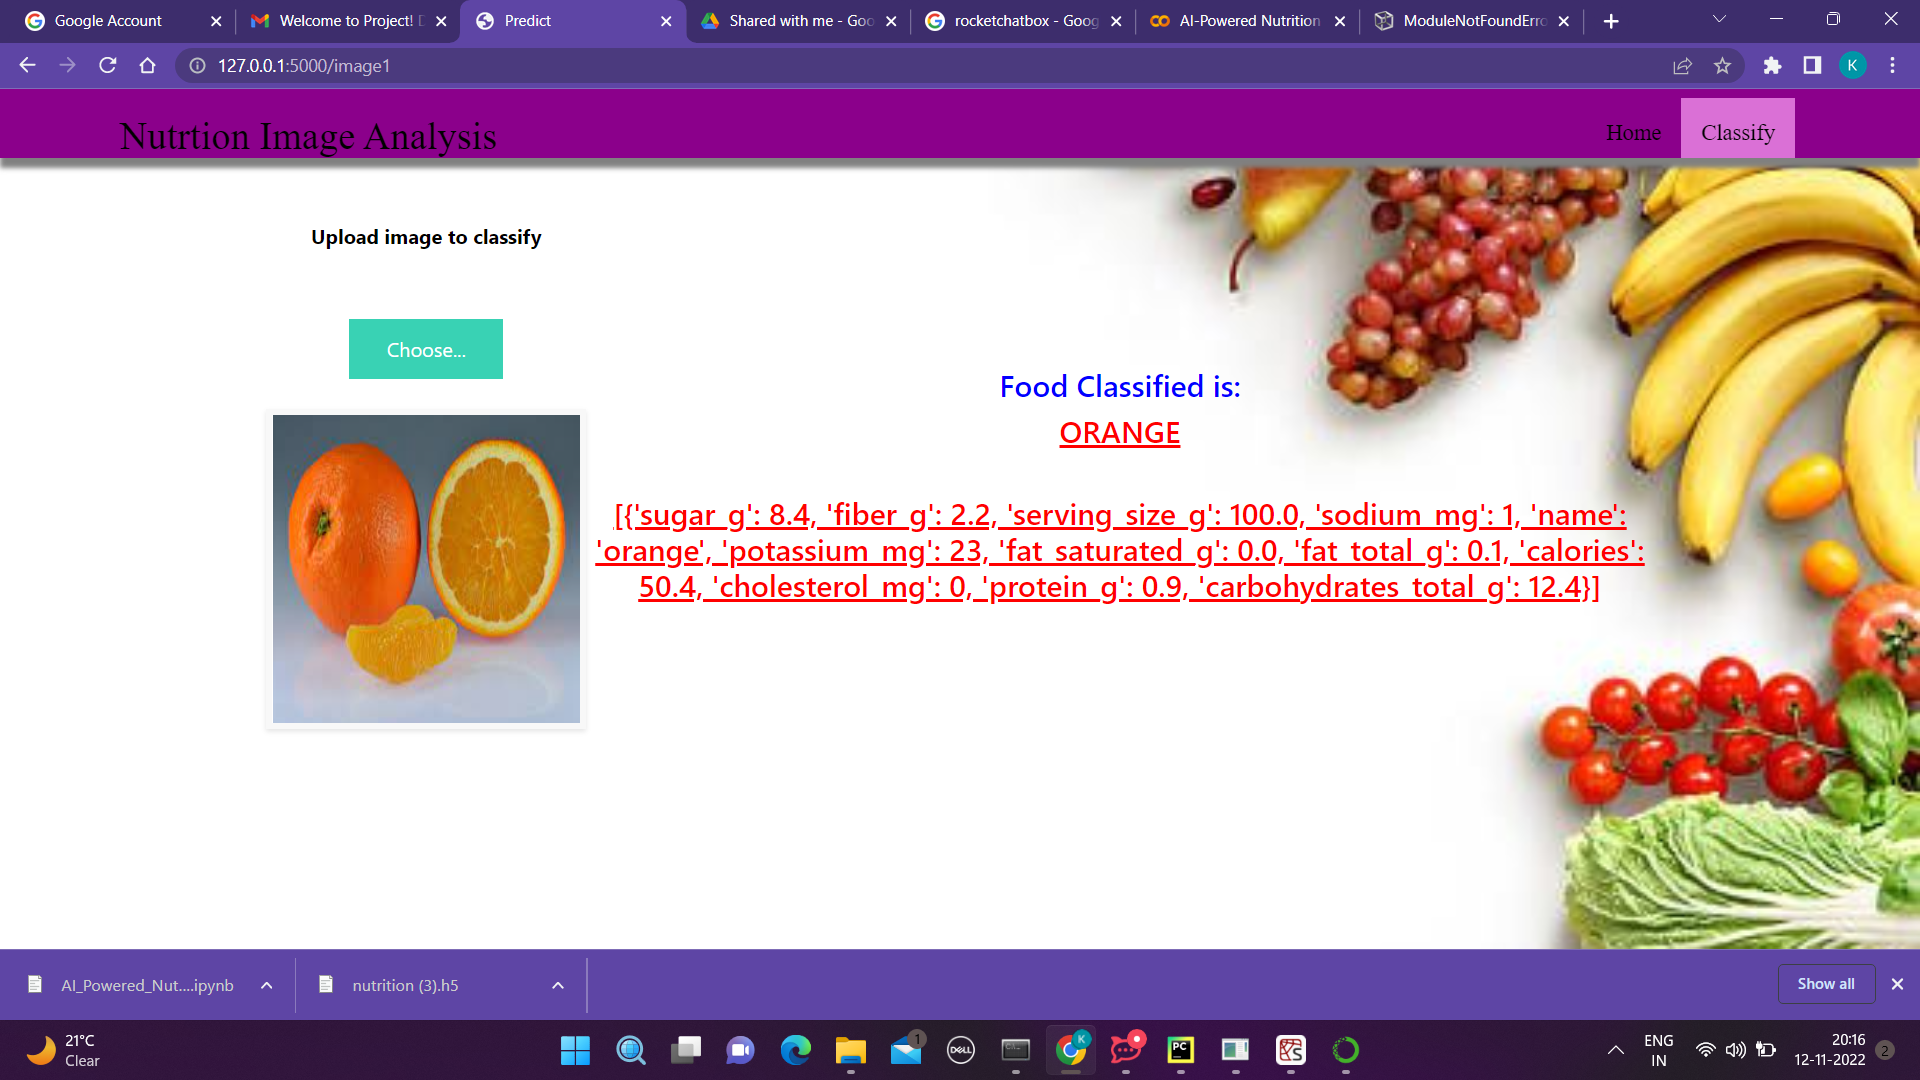 Google Account
Welcome to Project! D
Predict
Shared with me - Goo
rocketchatbox - Goog
AI-Powered Nutrition
ModuleNotFoundErro
127.0.0.1:5000/image1
K
Nutrtion Image Analysis
Home
Classify
Upload image to classify
Choose...
Food Classified is:
ORANGE
[{'sugar_g': 8.4, 'fiber_g': 2.2, 'serving_size_g': 100.0, 'sodium_mg': 1, 'name':
'orange', 'potassium_mg': 23, 'fat_saturated_g': 0.0, 'fat_total_g': 0.1, 'calories':
50.4, 'cholesterol_mg': 0, 'protein_g': 0.9, 'carbohydrates_total_g': 12.4}]
AI_Powered_Nut....ipynb
nutrition (3).h5
Show all
21°C
Clear
1
DELL
K
PC
ENG
IN
20:16
12-11-2022
2